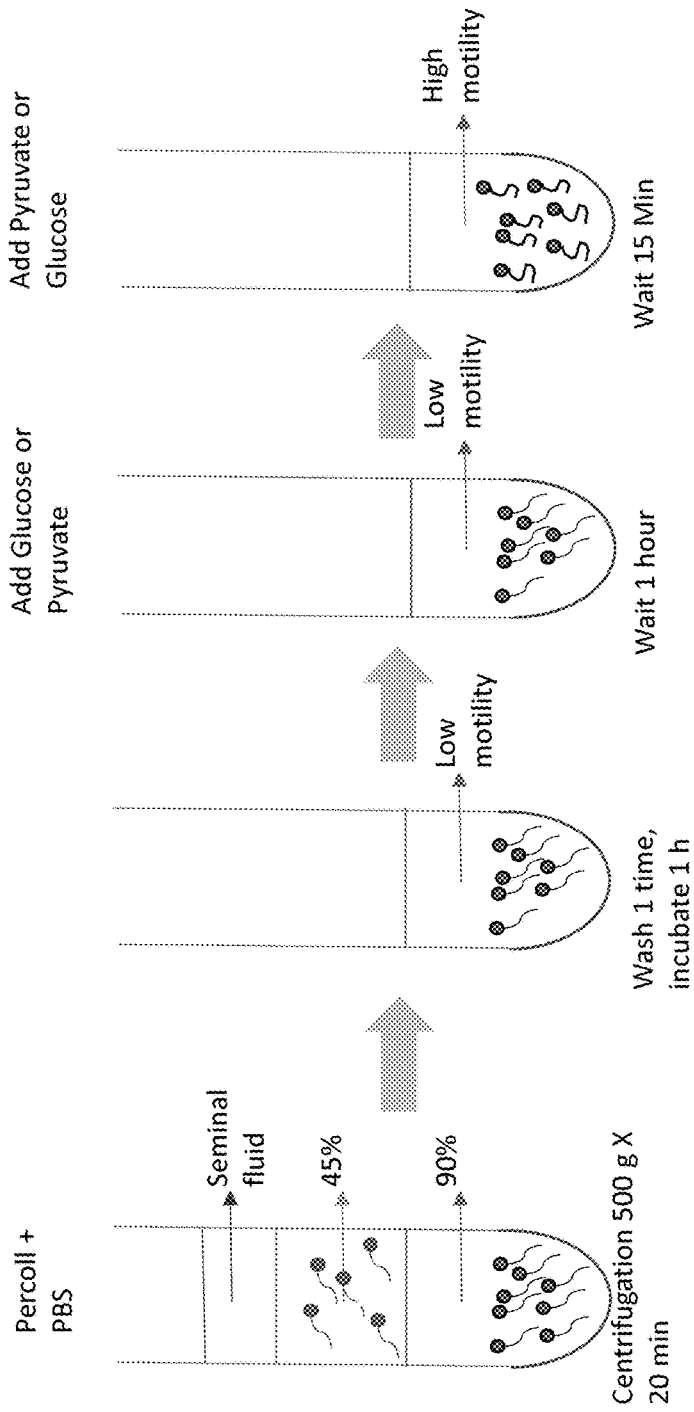 Percoll +
PBS
Seminal
fluid
45%
90%
Centrifugation 500 g X
20 min
Low
motility
Wash 1 time,
incubate 1 h
Add Glucose or
Pyruvate
Low
motility
Wait 1 hour
Add Pyruvate or
Glucose
High
motility
Wait 15 Min